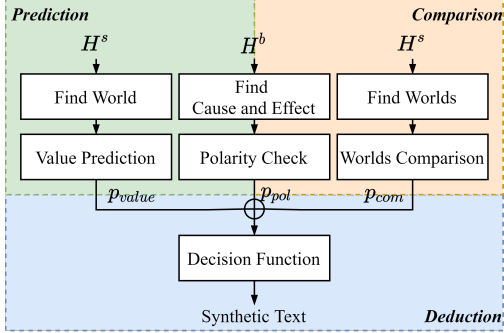 Prediction
Comparison
H^s
H^b
H^s
Find World
Find
Cause and Effect
Find Worlds
Value Prediction
Polarity Check
Worlds Comparison
p_value
p_pol
p_com
Decision Function
Synthetic Text
Deduction